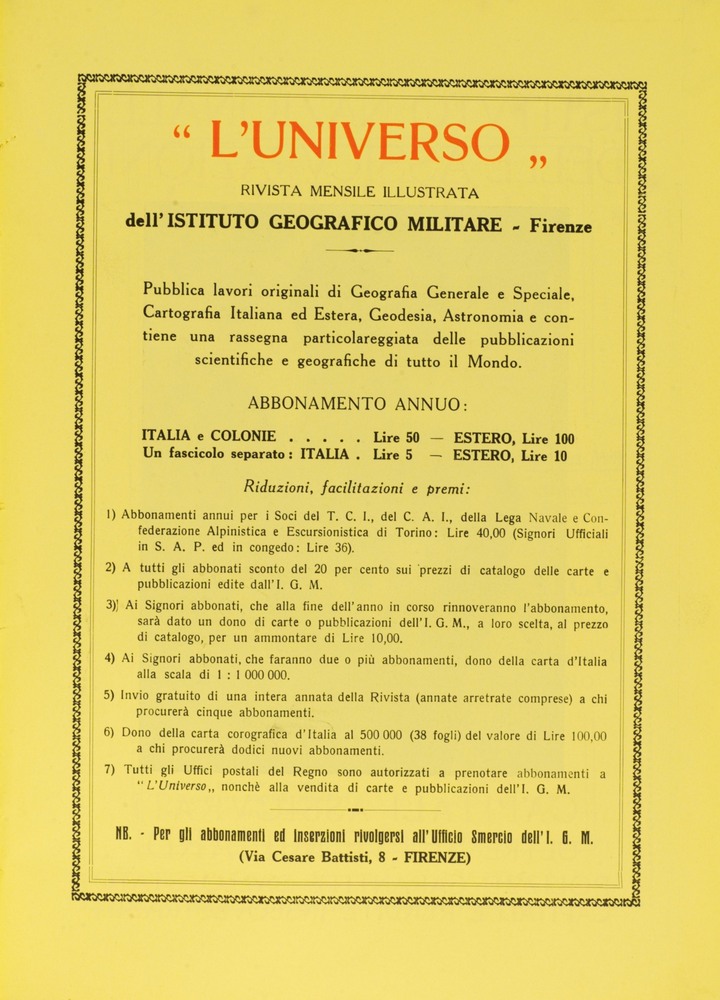 “ L'UNIVERSO „
RIVISTA MENSILE ILLUSTRATA
dell'ISTITUTO GEOGRAFICO MILITARE - Firenze
Pubblica lavori originali di Geografia Generale e Speciale,
Cartografia Italiana ed Estera, Geodesia, Astronomia e con-
tiene una rassegna particolareggiata delle pubblicazioni
scientifiche e geografiche di tutto il Mondo.
ABBONAMENTO ANNUO:
ITALIA e COLONIE . . . . . Lire 50 — ESTERO, Lire 100
Un fascicolo separato: ITALIA . Lire 5 — ESTERO, Lire 10
Riduzioni, facilitazioni e premi:
1) Abbonamenti annui per i Soci del T. C. I., del C. A. I., della Lega Navale e Con-
federazione Alpinistica e Escursionistica di Torino: Lire 40,00 (Signori Ufficiali
in S. A. P. ed in congedo: Lire 36).
2) A tutti gli abbonati sconto del 20 per cento sui prezzi di catalogo delle carte e
pubblicazioni edite dall'I. G. M.
3) Ai Signori abbonati, che alla fine dell'anno in corso rinnoveranno l'abbonamento,
sarà dato un dono di carte o pubblicazioni dell'I. G. M., a loro scelta, al prezzo
di catalogo, per un ammontare di Lire 10,00.
4) Ai Signori abbonati, che faranno due o più abbonamenti, dono della carta d'Italia
alla scala di 1 : 1 000 000.
5) Invio gratuito di una intera annata della Rivista (annate arretrate comprese) a chi
procurerà cinque abbonamenti.
6) Dono della carta corografica d'Italia al 500 000 (38 fogli) del valore di Lire 100,00
a chi procurerà dodici nuovi abbonamenti.
7) Tutti gli Uffici postali del Regno sono autorizzati a prenotare abbonamenti a
“ L'Universo„ nonchè alla vendita di carte e pubblicazioni dell'I. G. M.
NB. - Per gli abbonamenti ed inserzioni rivolgersi all'Ufficio Smercio dell'I. G. M.
(Via Cesare Battisti, 8 - FIRENZE)